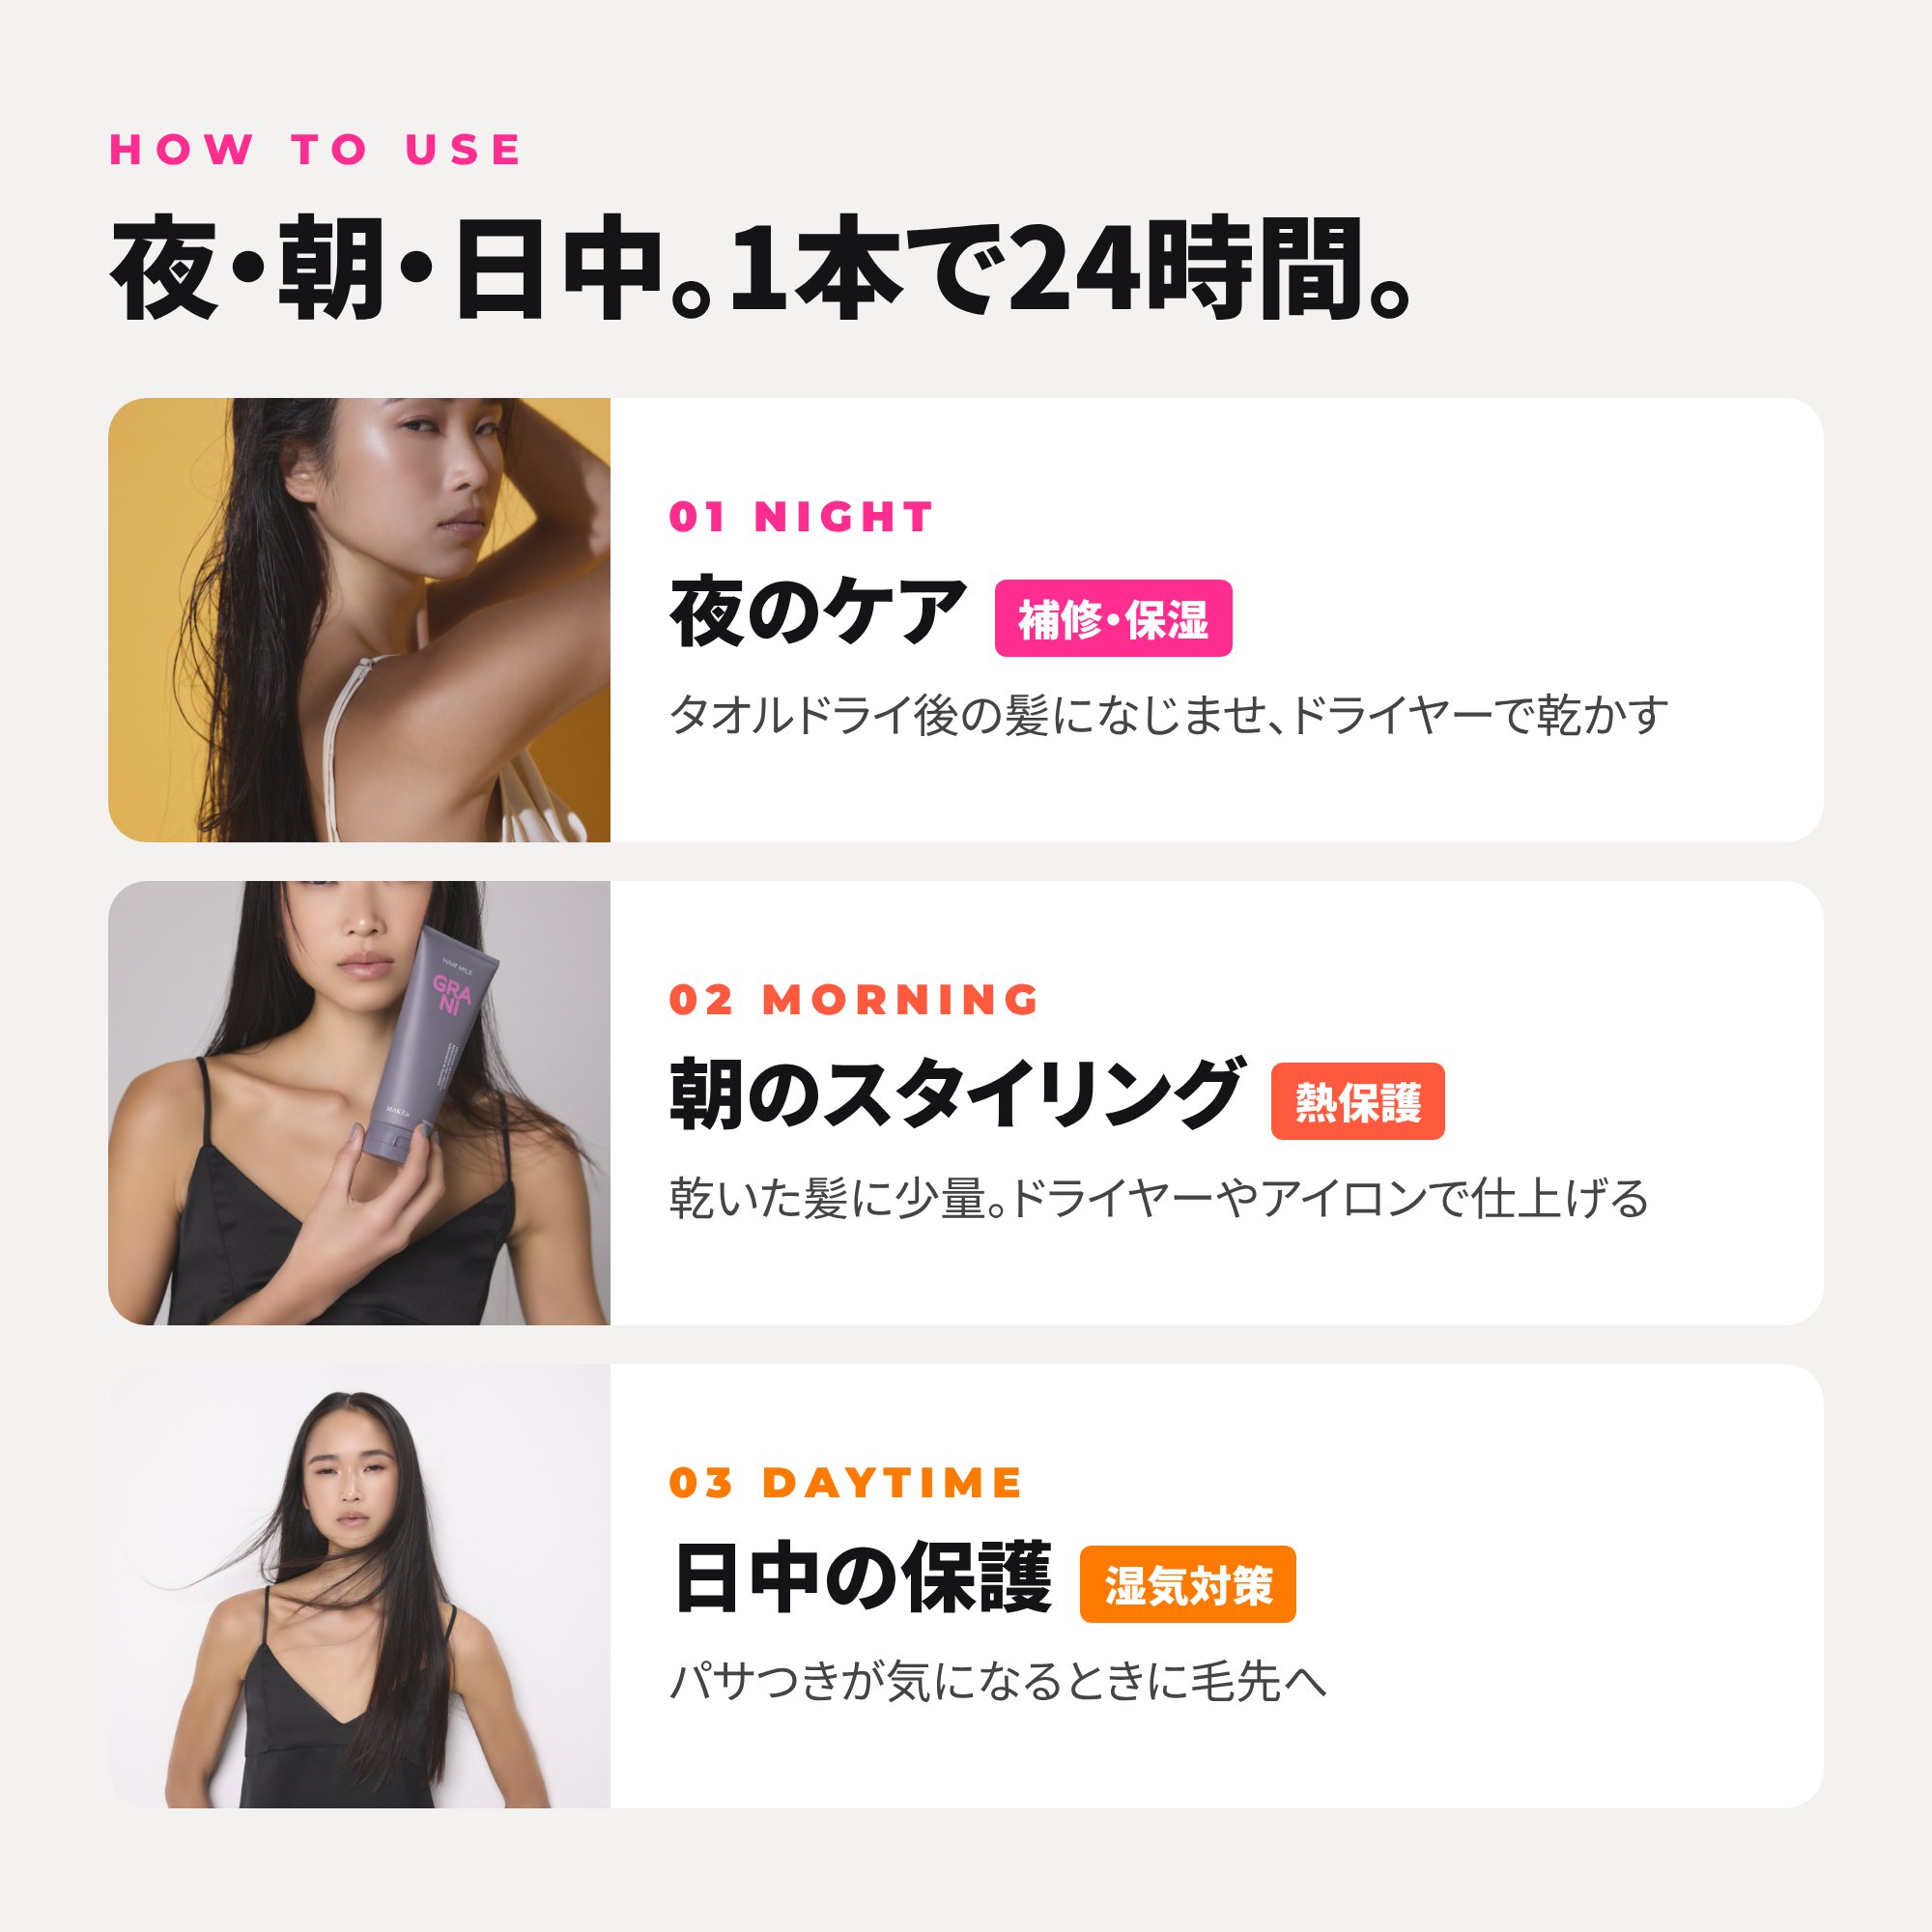 HOW TO USE
夜・朝・日中。1本で24時間。
01 NIGHT
夜のケア 補修・保湿
タオルドライ後の髪になじませ、ドライヤーで乾かす
HAIR MILK
GRA
NI
MAKEs
02 MORNING
朝のスタイリング 熱保護
乾いた髪に少量。ドライヤーやアイロンで仕上げる
03 DAYTIME
日中の保護 湿気対策
パサつきが気になるときに毛先へ